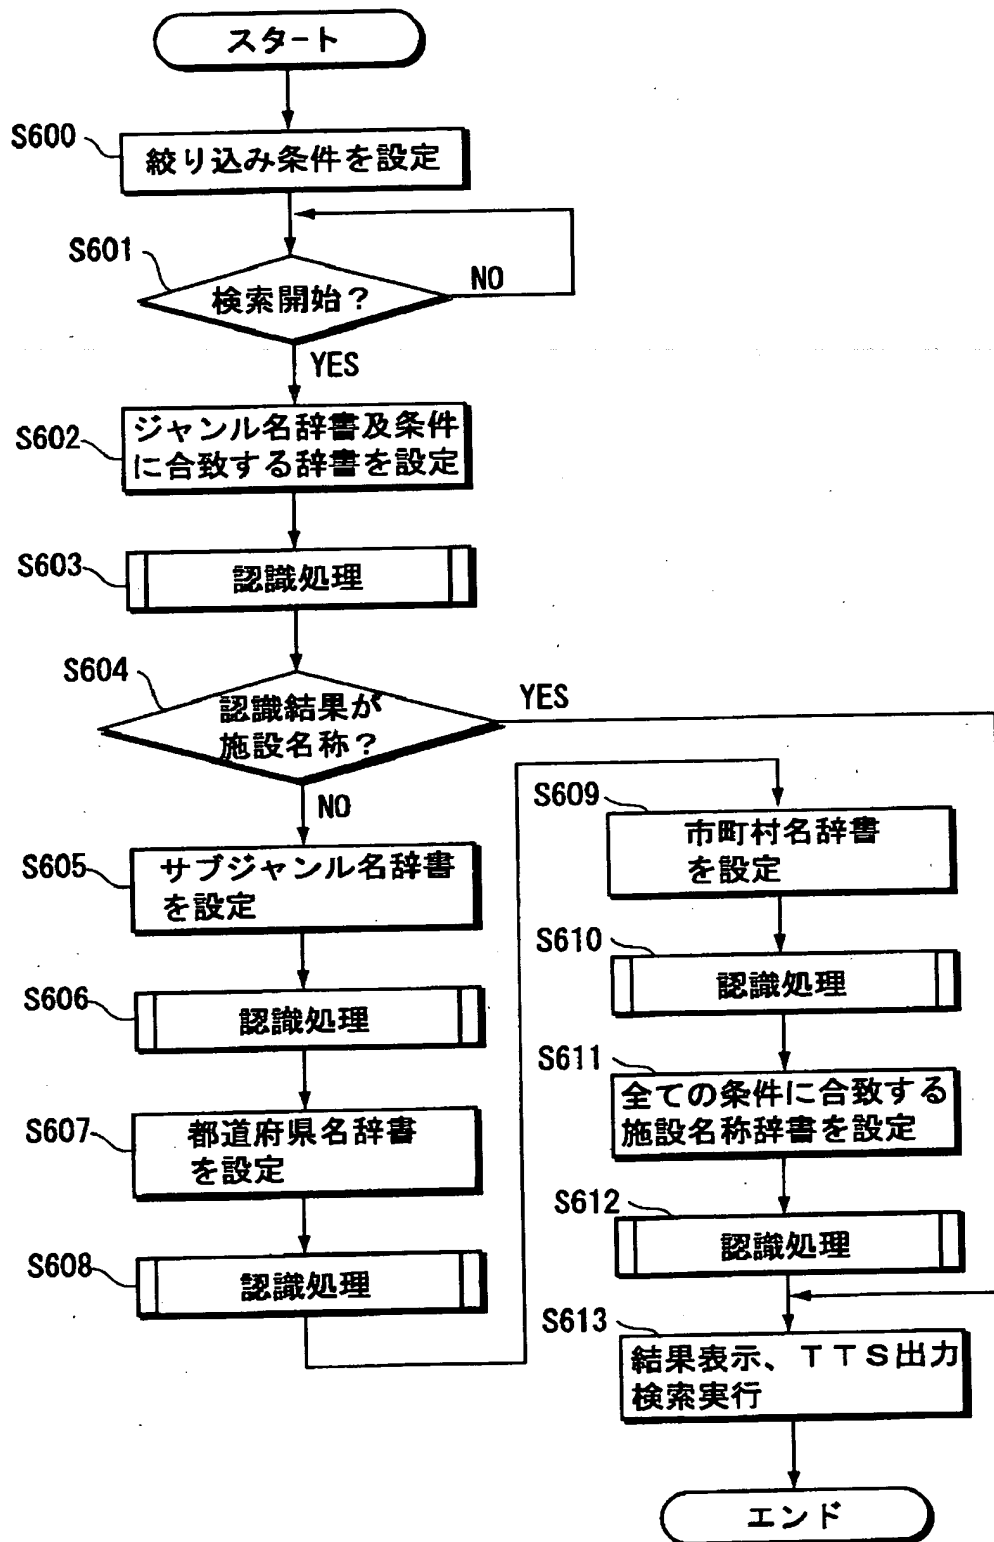 スタート
S600
絞り込み条件を設定
S601
検索開始？
NO
YES
S602
ジャンル名辞書及条件
に合致する辞書を設定
S603
認識処理
S604
認識結果が
施設名称？
YES
NO
S605
サブジャンル名辞書
を設定
S606
認識処理
S607
都道府県名辞書
を設定
S608
認識処理
S609
市町村名辞書
を設定
S610
認識処理
S611
全ての条件に合致する
施設名称辞書を設定
S612
認識処理
S613
結果表示、ＴＴＳ出力
検索実行
エンド